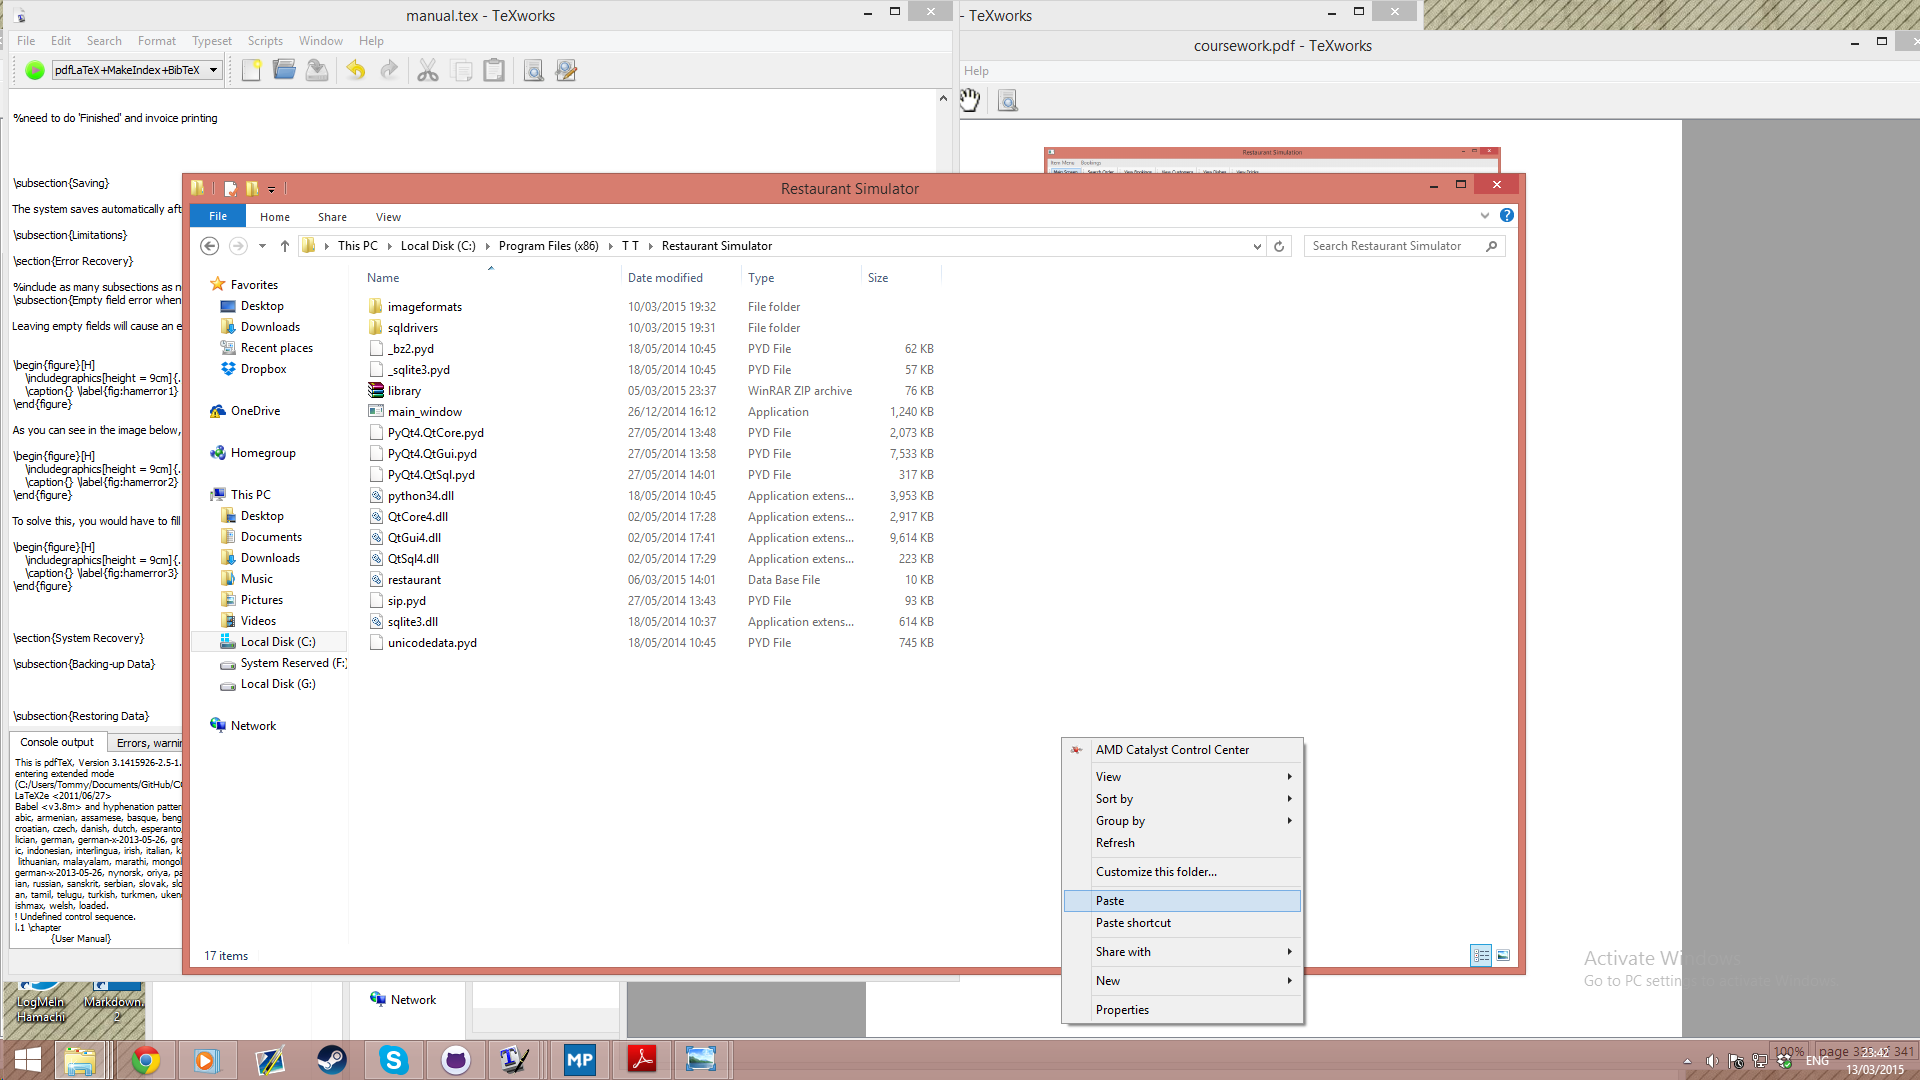 manual.tex - TeXworks
- TeXworks
coursework.pdf - TeXworks
File Edit Search Format Typeset Scripts Window Help
Help
pdfLaTeX+MakeIndex+BibTeX
%need to do 'Finished' and invoice printing
Restaurant Simulation
Item Menu Bookings
\subsection{Saving}
The system saves automatically aft
\subsection{Limitations}
\section{Error Recovery}
%include as many subsections as n
\subsection{Empty field error when
Leaving empty fields will cause an e
\begin{figure}[H]
\includegraphics[height = 9cm]{.
\caption{} \label{fig:hamerror1}
\end{figure}
As you can see in the image below,
\begin{figure}[H]
\includegraphics[height = 9cm]{.
\caption{} \label{fig:hamerror2}
\end{figure}
To solve this, you would have to fill
\begin{figure}[H]
\includegraphics[height = 9cm]{.
\caption{} \label{fig:hamerror3}
\end{figure}
\section{System Recovery}
\subsection{Backing-up Data}
\subsection{Restoring Data}
Console output Errors, warnin
This is pdfTeX, Version 3.1415926-2.5-1.
entering extended mode
(C:/Users/Tommy/Documents/GitHub/CO
LaTeX2e <2011/06/27>
Babel <v3.8m> and hyphenation patter
abic, armenian, assamese, basque, beng
croatian, czech, danish, dutch, esperanto,
lician, german, german-x-2013-05-26, gre
ic, indonesian, interlingua, irish, italian, k
lithuanian, malayalam, marathi, mongol
german-x-2013-05-26, nynorsk, oriya, pa
ian, russian, sanskrit, serbian, slovak, slo
an, tamil, telugu, turkish, turkmen, uken
ishmax, welsh, loaded.
! Undefined control sequence.
l.1 \chapter
{User Manual}
Restaurant Simulator
File Home Share View
This PC Local Disk (C:) Program Files (x86) T T Restaurant Simulator
Search Restaurant Simulator
Favorites
Desktop
Downloads
Recent places
Dropbox
OneDrive
Homegroup
This PC
Desktop
Documents
Downloads
Music
Pictures
Videos
Local Disk (C:)
System Reserved (F:)
Local Disk (G:)
Network
Name Date modified Type Size
imageformats 10/03/2015 19:32 File folder
sqldrivers 10/03/2015 19:31 File folder
_bz2.pyd 18/05/2014 10:45 PYD File 62 KB
_sqlite3.pyd 18/05/2014 10:45 PYD File 57 KB
library 05/03/2015 23:37 WinRAR ZIP archive 76 KB
main_window 26/12/2014 16:12 Application 1,240 KB
PyQt4.QtCore.pyd 27/05/2014 13:48 PYD File 2,073 KB
PyQt4.QtGui.pyd 27/05/2014 13:58 PYD File 7,533 KB
PyQt4.QtSql.pyd 27/05/2014 14:01 PYD File 317 KB
python34.dll 18/05/2014 10:45 Application extens... 3,953 KB
QtCore4.dll 02/05/2014 17:28 Application extens... 2,917 KB
QtGui4.dll 02/05/2014 17:41 Application extens... 9,614 KB
QtSql4.dll 02/05/2014 17:29 Application extens... 223 KB
restaurant 06/03/2015 14:01 Data Base File 10 KB
sip.pyd 27/05/2014 13:43 PYD File 93 KB
sqlite3.dll 18/05/2014 10:37 Application extens... 614 KB
unicodedata.pyd 18/05/2014 10:45 PYD File 745 KB
17 items
AMD Catalyst Control Center
View
Sort by
Group by
Refresh
Customize this folder...
Paste
Paste shortcut
Share with
New
Properties
Activate Windows
Go to PC settings to activate Windows.
LogMeIn Hamachi
Markdown. 2
Network
MP
100% page 341
ENG
23:42
13/03/2015